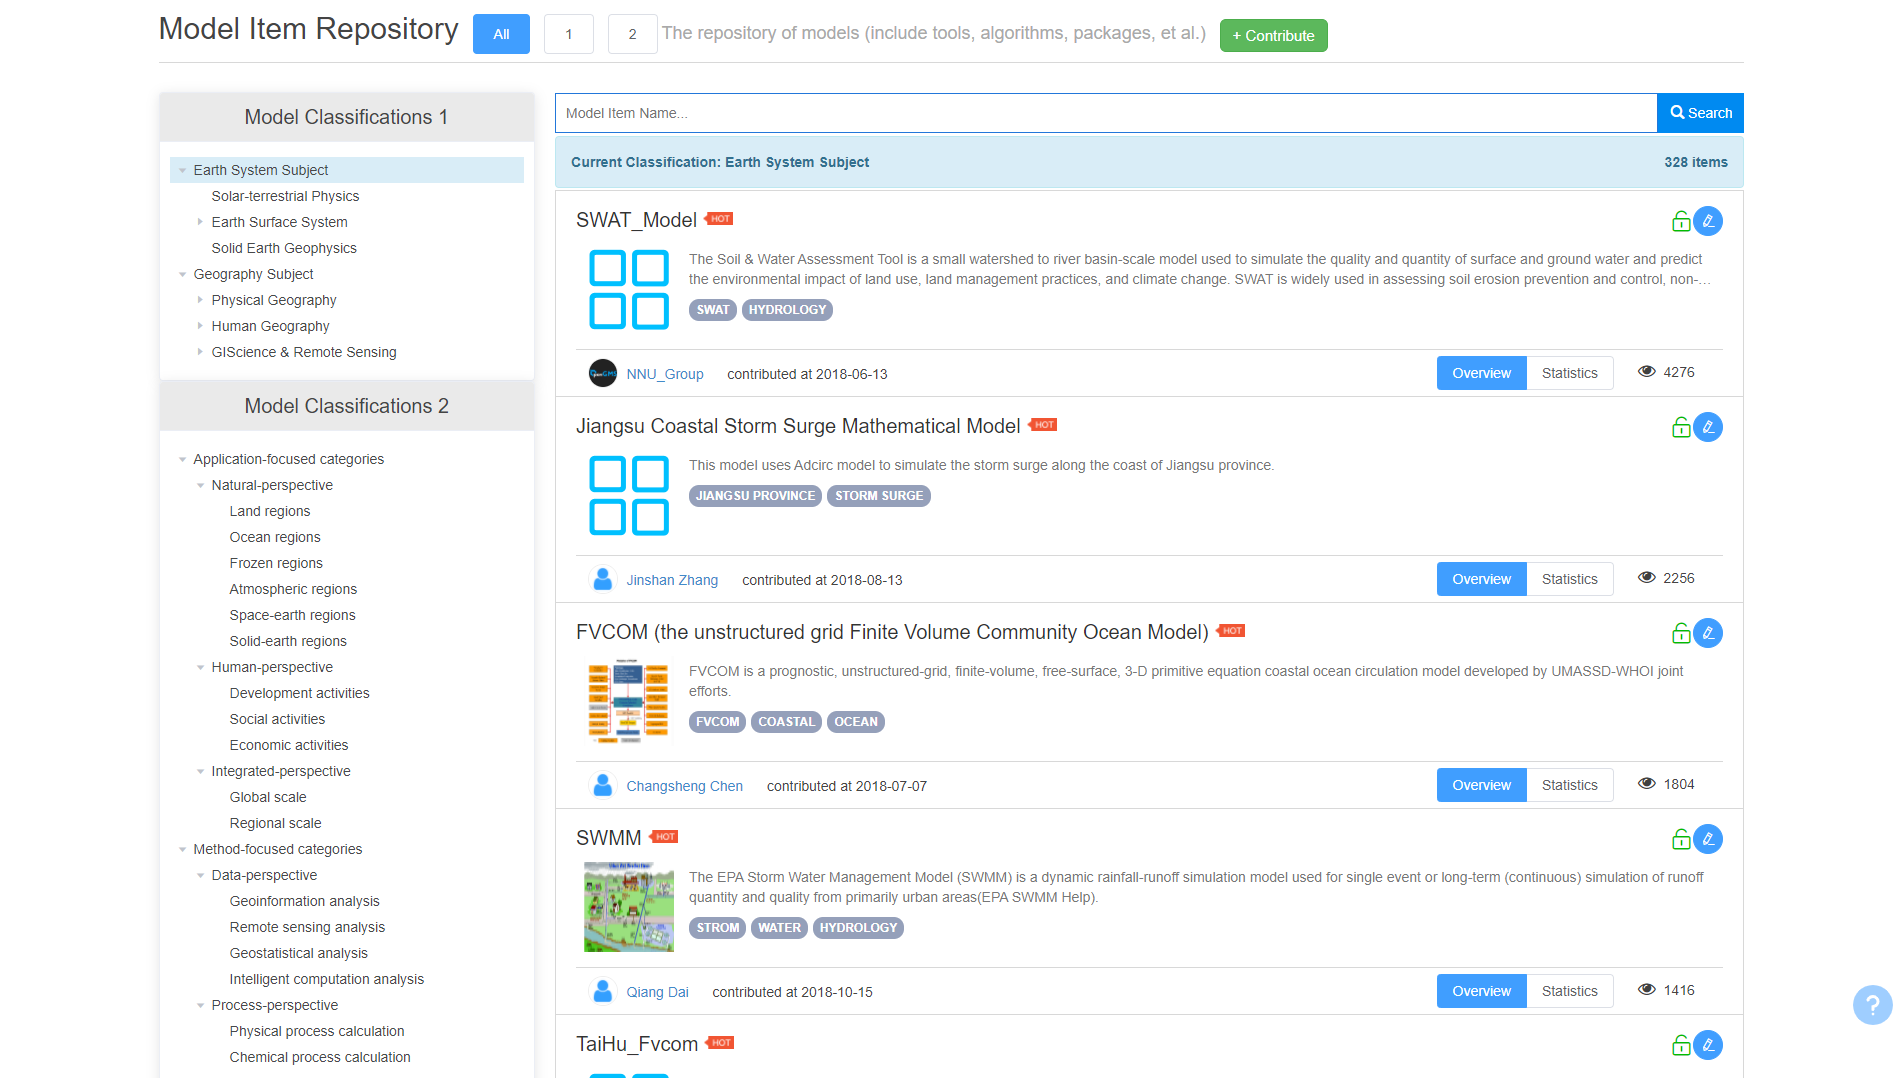 Model Item Repository All 1 2 The repository of models (include tools, algorithms, packages, et al.) + Contribute
Model Classifications 1
Earth System Subject
Solar-terrestrial Physics
Earth Surface System
Solid Earth Geophysics
Geography Subject
Physical Geography
Human Geography
GIScience & Remote Sensing
Model Classifications 2
Application-focused categories
Natural-perspective
Land regions
Ocean regions
Frozen regions
Atmospheric regions
Space-earth regions
Solid-earth regions
Human-perspective
Development activities
Social activities
Economic activities
Integrated-perspective
Global scale
Regional scale
Method-focused categories
Data-perspective
Geoinformation analysis
Remote sensing analysis
Geostatistical analysis
Intelligent computation analysis
Process-perspective
Physical process calculation
Chemical process calculation
Model Item Name... Search
Current Classification: Earth System Subject 328 items
SWAT_Model HOT
The Soil & Water Assessment Tool is a small watershed to river basin-scale model used to simulate the quality and quantity of surface and ground water and predict
the environmental impact of land use, land management practices, and climate change. SWAT is widely used in assessing soil erosion prevention and control, non-...
SWAT HYDROLOGY
NNU_Group contributed at 2018-06-13 Overview Statistics 4276
Jiangsu Coastal Storm Surge Mathematical Model HOT
This model uses Adcirc model to simulate the storm surge along the coast of Jiangsu province.
JIANGSU PROVINCE STORM SURGE
Jinshan Zhang contributed at 2018-08-13 Overview Statistics 2256
FVCOM (the unstructured grid Finite Volume Community Ocean Model) HOT
FVCOM is a prognostic, unstructured-grid, finite-volume, free-surface, 3-D primitive equation coastal ocean circulation model developed by UMASSD-WHOI joint
efforts.
FVCOM COASTAL OCEAN
Changsheng Chen contributed at 2018-07-07 Overview Statistics 1804
SWMM HOT
The EPA Storm Water Management Model (SWMM) is a dynamic rainfall-runoff simulation model used for single event or long-term (continuous) simulation of runoff
quantity and quality from primarily urban areas(EPA SWMM Help).
STROM WATER HYDROLOGY
Qiang Dai contributed at 2018-10-15 Overview Statistics 1416
TaiHu_Fvcom HOT
?